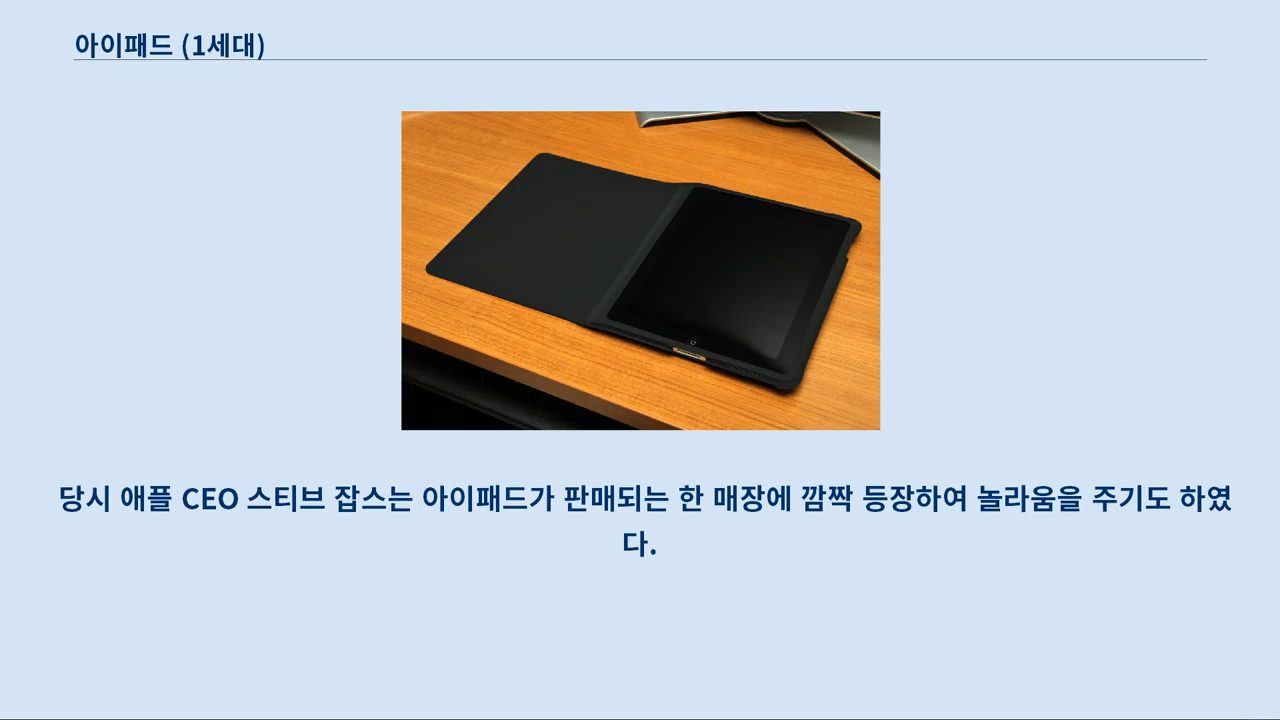 아이패드 (1세대)
당시 애플 CEO 스티브 잡스는 아이패드가 판매되는 한 매장에 깜짝 등장하여 놀라움을 주기도 하였
다.